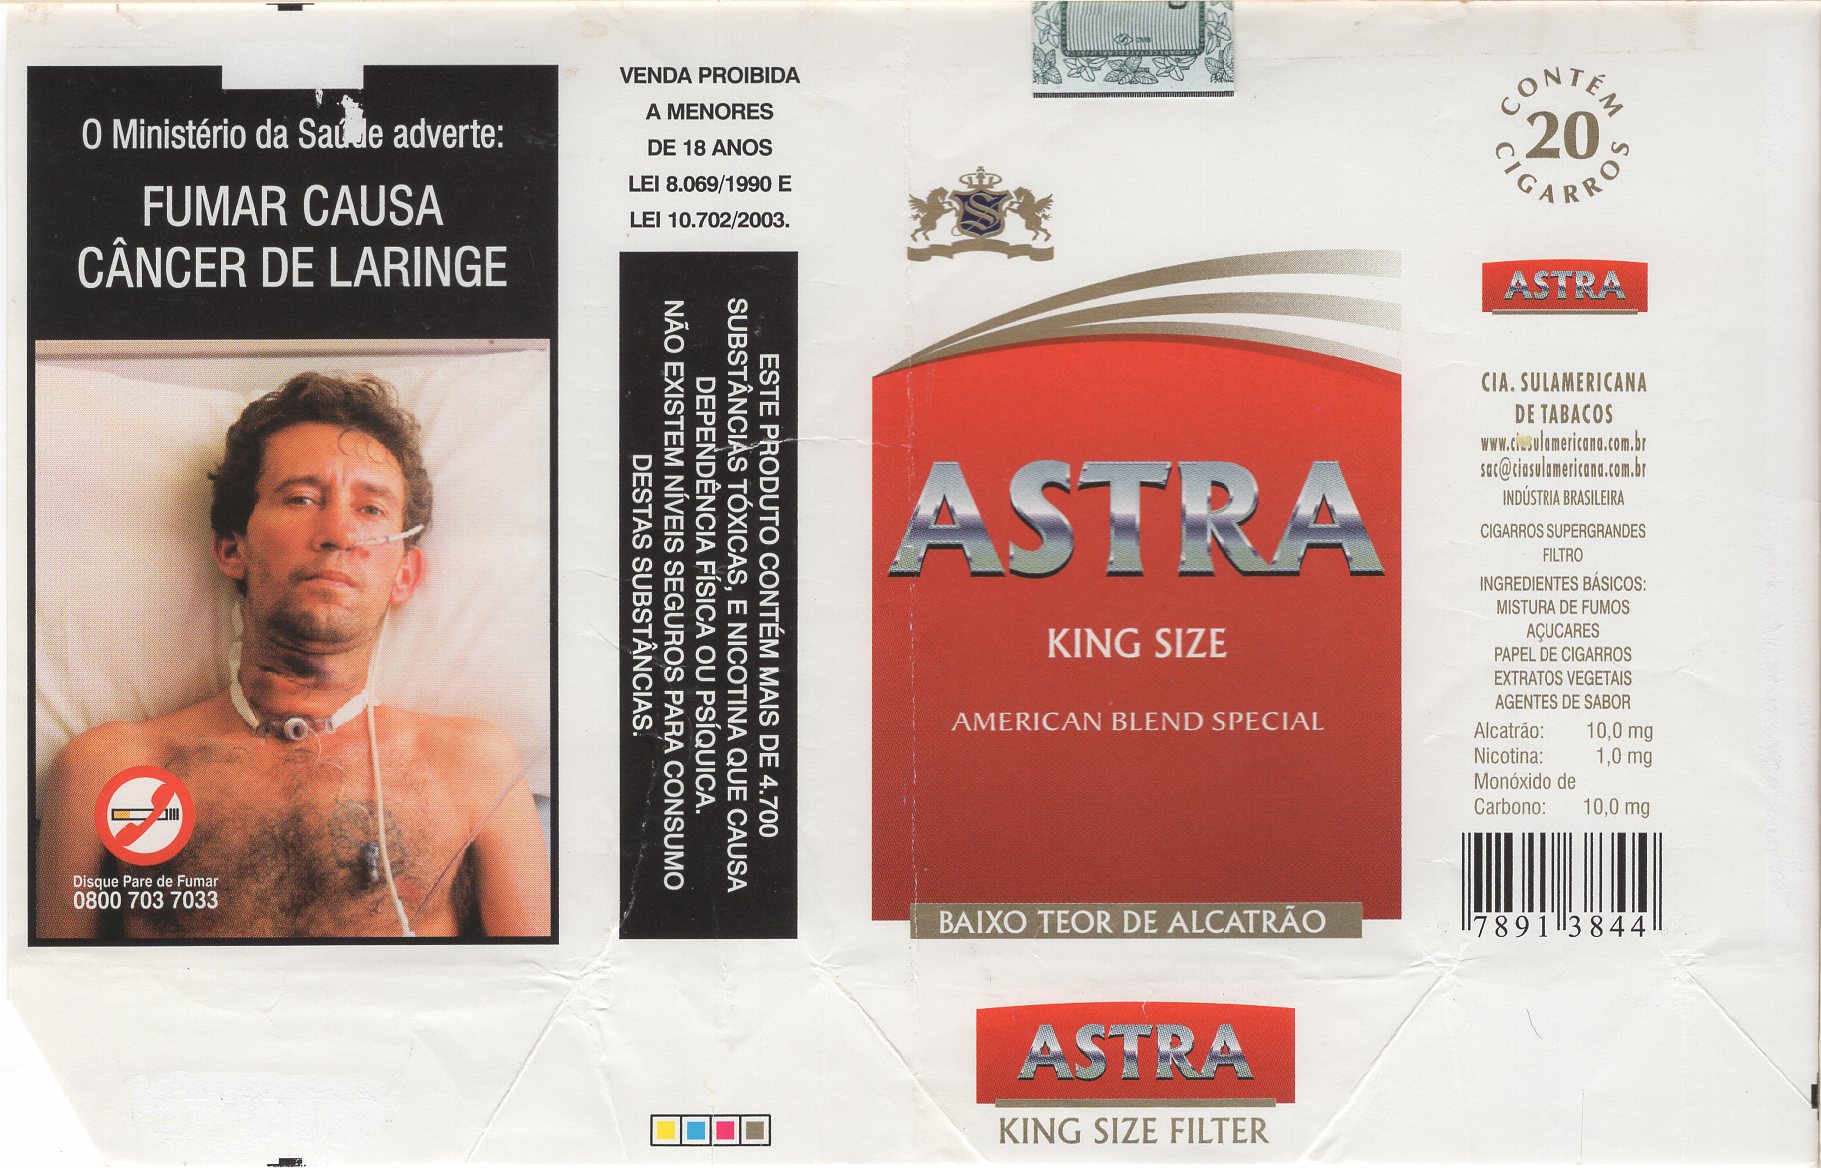 O Ministério da Saúde adverte:
FUMAR CAUSA
CÂNCER DE LARINGE
Disque Pare de Fumar
0800 703 7033
VENDA PROIBIDA
A MENORES
DE 18 ANOS
LEI 8.069/1990 E
LEI 10.702/2003.
ESTE PRODUTO CONTÉM MAIS DE 4.700
SUBSTÂNCIAS TÓXICAS, E NICOTINA QUE CAUSA
DEPENDÊNCIA FÍSICA OU PSÍQUICA.
NÃO EXISTEM NÍVEIS SEGUROS PARA CONSUMO
DESTAS SUBSTÂNCIAS.
S
ASTRA
KING SIZE
AMERICAN BLEND SPECIAL
BAIXO TEOR DE ALCATRÃO
ASTRA
KING SIZE FILTER
CONTÉM
20
CIGARROS
ASTRA
CIA. SULAMERICANA
DE TABACOS
www.ciasulamericana.com.br
sac@ciasulamericana.com.br
INDÚSTRIA BRASILEIRA
CIGARROS SUPERGRANDES
FILTRO
INGREDIENTES BÁSICOS:
MISTURA DE FUMOS
AÇUCARES
PAPEL DE CIGARROS
EXTRATOS VEGETAIS
AGENTES DE SABOR
Alcatrão: 10,0 mg
Nicotina: 1,0 mg
Monóxido de
Carbono: 10,0 mg
78913844